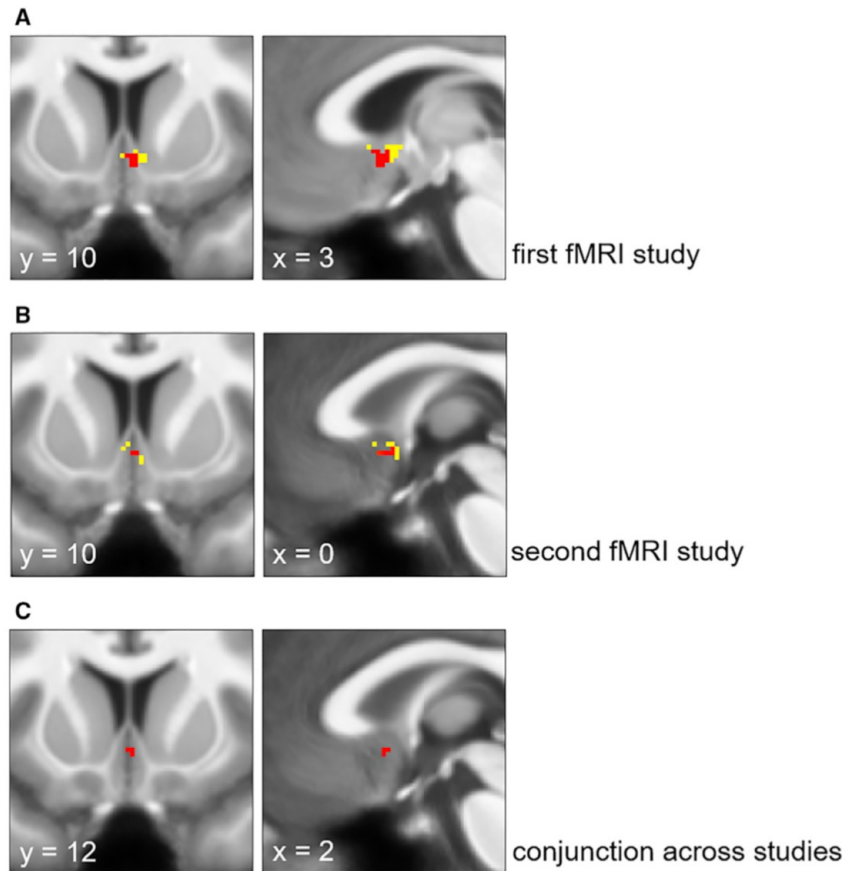 A
y = 10
x = 3
first fMRI study
B
y = 10
x = 0
second fMRI study
C
y = 12
x = 2
conjunction across studies